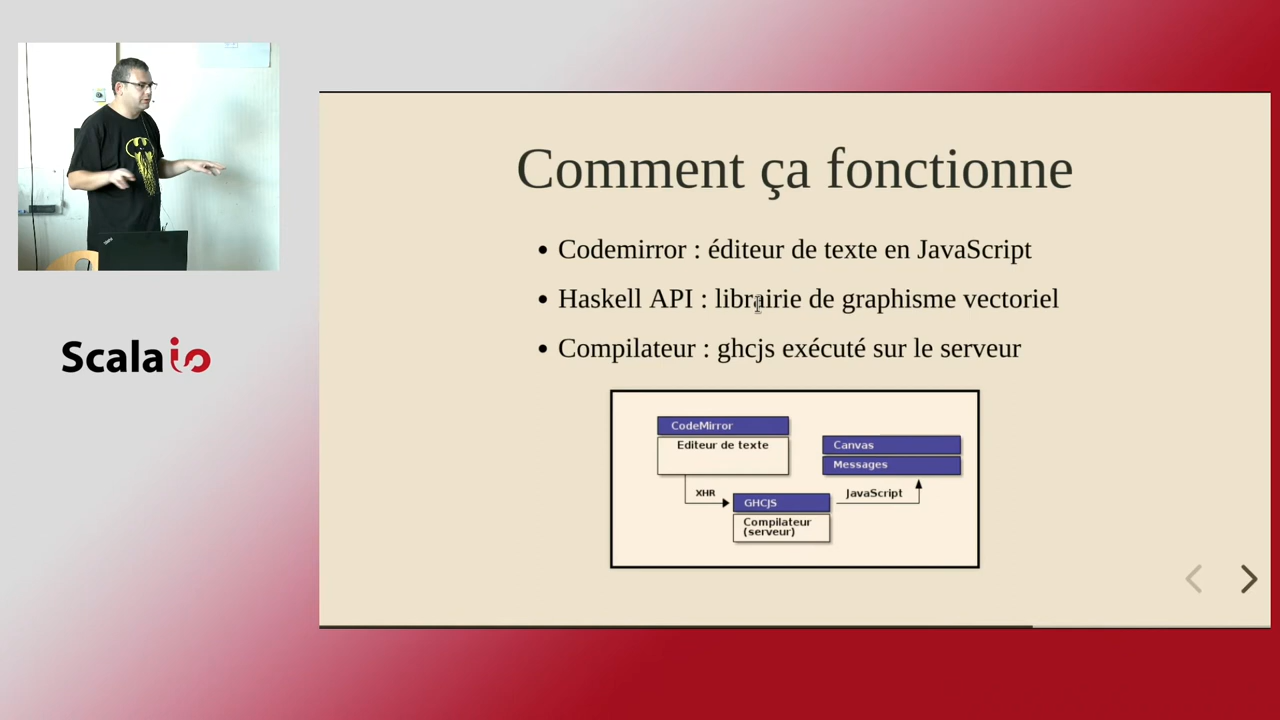 Comment ça fonctionne
Codemirror : éditeur de texte en JavaScript
Haskell API : librairie de graphisme vectoriel
Compilateur : ghcjs exécuté sur le serveur
CodeMirror
Editeur de texte
Canvas
Messages
XHR
GHCJS
JavaScript
Compilateur
(serveur)
Scala io